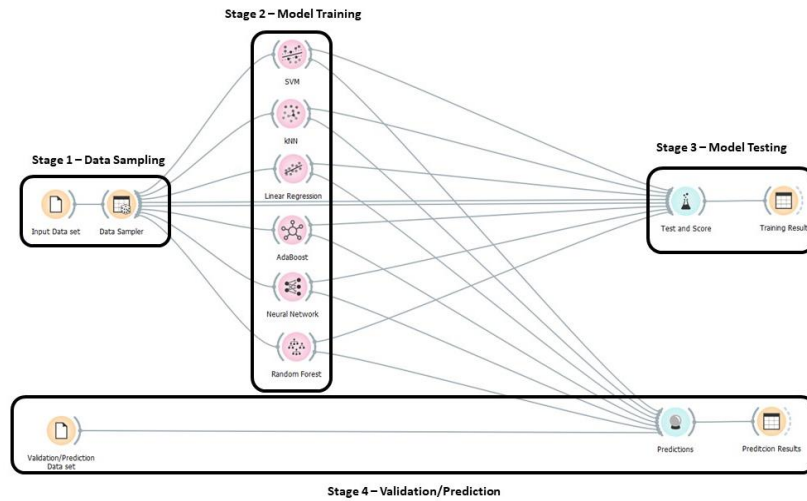 Stage 2 – Model Training
SVM
kNN
Stage 1 – Data Sampling
Stage 3 – Model Testing
Linear Regression
Input Data set
Data Sampler
Test and Score
Training Result
AdaBoost
Neural Network
Random Forest
Validation/Prediction
Data set
Predictions
Preditcion Results
Stage 4 – Validation/Prediction